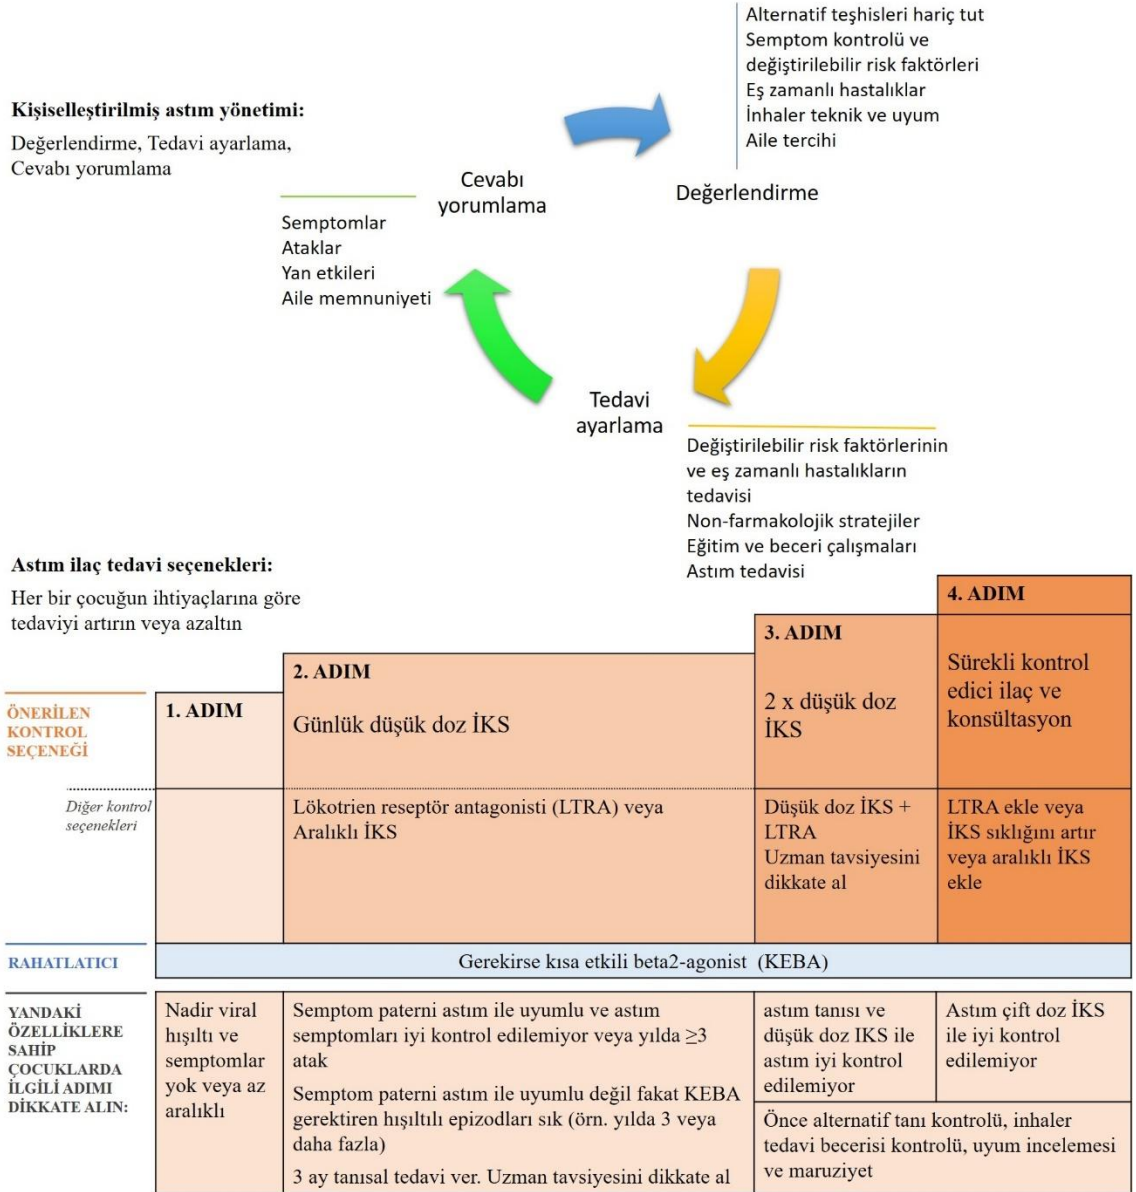 Alternatif teşhisleri hariç tut
Semptom kontrolü ve
değiştirilebilir risk faktörleri
Eş zamanlı hastalıklar
İnhaler teknik ve uyum
Aile tercihi
Kişiselleştirilmiş astım yönetimi:
Değerlendirme, Tedavi ayarlama,
Cevabı yorumlama
Cevabı
yorumlama
Değerlendirme
Semptomlar
Ataklar
Yan etkileri
Aile memnuniyeti
Tedavi
ayarlama
Değiştirilebilir risk faktörlerinin
ve eş zamanlı hastalıkların
tedavisi
Non-farmakolojik stratejiler
Eğitim ve beceri çalışmaları
Astım tedavisi
Astım ilaç tedavi seçenekleri:
Her bir çocuğun ihtiyaçlarına göre
tedaviyi artırın veya azaltın
ÖNERİLEN
KONTROL
SEÇENEĞİ
1. ADIM
2. ADIM
Günlük düşük doz İKS
3. ADIM
2 x düşük doz
İKS
4. ADIM
Sürekli kontrol
edici ilaç ve
konsültasyon
Diğer kontrol
seçenekleri
Lökotrien reseptör antagonisti (LTRA) veya
Aralıklı İKS
Düşük doz İKS +
LTRA
Uzman tavsiyesini
dikkate al
LTRA ekle veya
İKS sıklığını artır
veya aralıklı İKS
ekle
RAHATLATICI
Gerekirse kısa etkili beta2-agonist (KEBA)
YANDAKİ
ÖZELLİKLERE
SAHİP
ÇOCUKLARDA
İLGİLİ ADIMI
DİKKATE ALIN:
Nadir viral
hışıltı ve
semptomlar
yok veya az
aralıklı
Semptom paterni astım ile uyumlu ve astım
semptomları iyi kontrol edilemiyor veya yılda ≥3
atak
Semptom paterni astım ile uyumlu değil fakat KEBA
gerektiren hışıltılı epizodları sık (örn. yılda 3 veya
daha fazla)
3 ay tanısal tedavi ver. Uzman tavsiyesini dikkate al
astım tanısı ve
düşük doz IKS ile
astım iyi kontrol
edilemiyor
Astım çift doz İKS
ile iyi kontrol
edilemiyor
Önce alternatif tanı kontrolü, inhaler
tedavi becerisi kontrolü, uyum incelemesi
ve maruziyet